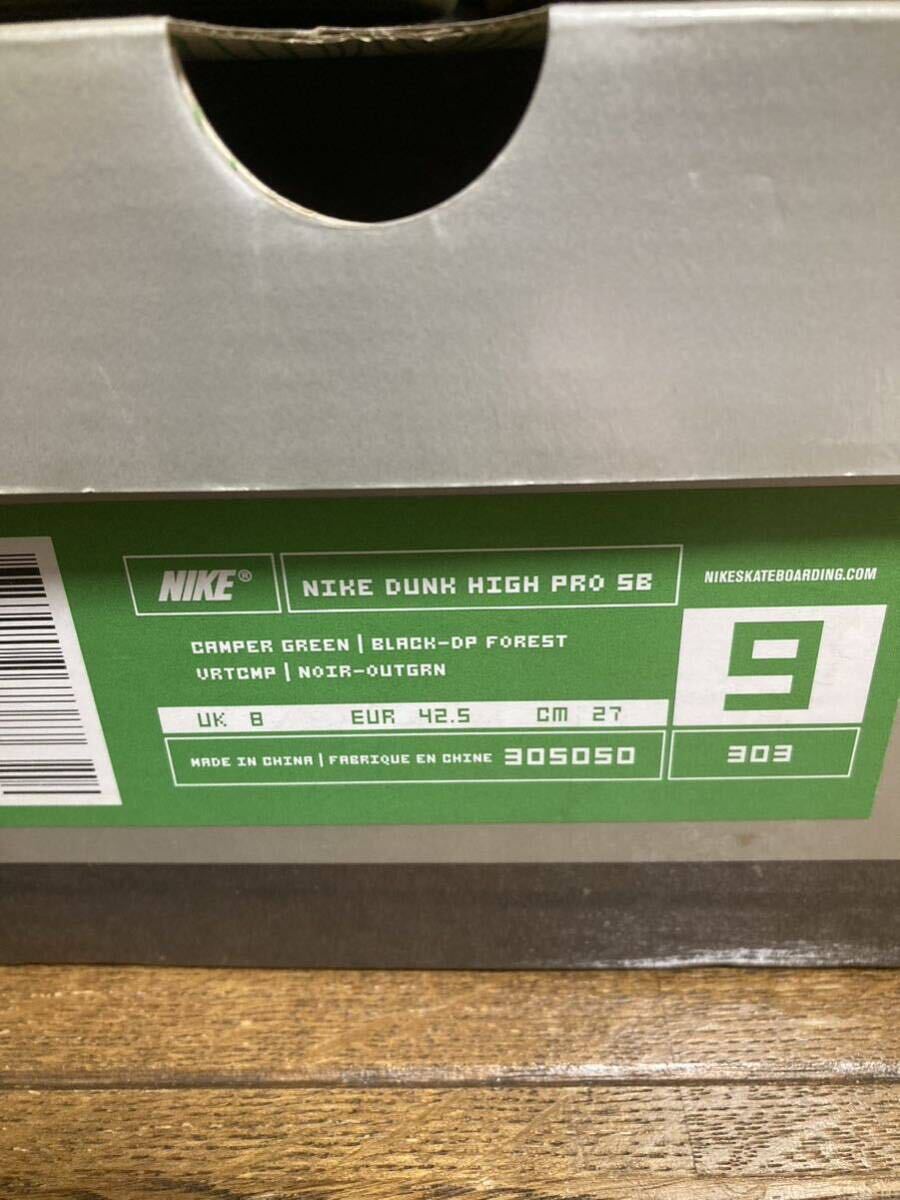 NIKE® NIKE DUNK HIGH PRO SB NIKESKATEBOARDING.COM
CAMPER GREEN | BLACK-DP FOREST
VRTCMP | NOIR-OUTGRN
9
UK 8 EUR 42.5 CM 27
MADE IN CHINA | FABRIQUE EN CHINE 305050 303